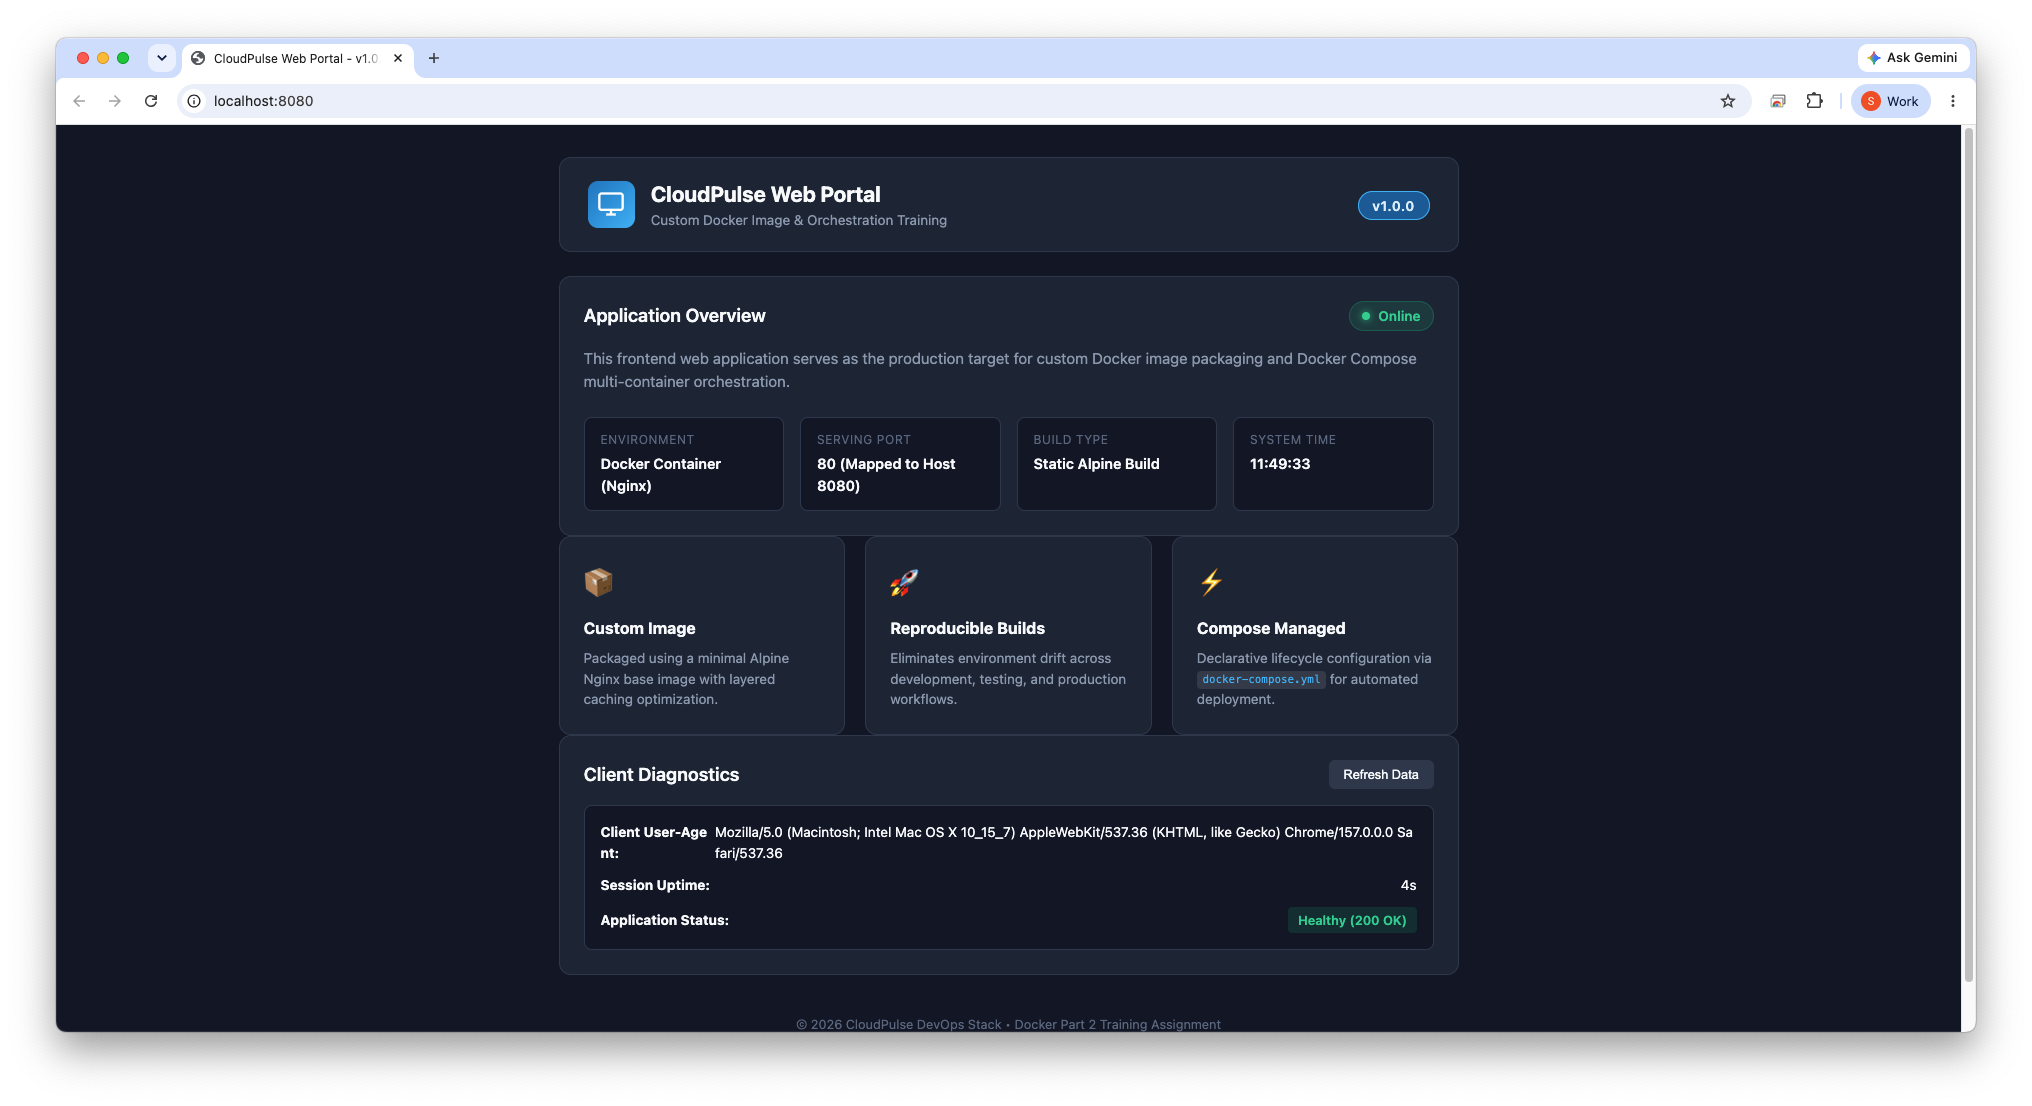 CloudPulse Web Portal - v1.0
Ask Gemini
localhost:8080
S
Work
CloudPulse Web Portal
Custom Docker Image & Orchestration Training
v1.0.0
Application Overview
Online
This frontend web application serves as the production target for custom Docker image packaging and Docker Compose
multi-container orchestration.
ENVIRONMENT
Docker Container
(Nginx)
SERVING PORT
80 (Mapped to Host
8080)
BUILD TYPE
Static Alpine Build
SYSTEM TIME
11:49:33
Custom Image
Packaged using a minimal Alpine
Nginx base image with layered
caching optimization.
Reproducible Builds
Eliminates environment drift across
development, testing, and production
workflows.
Compose Managed
Declarative lifecycle configuration via
docker-compose.yml for automated
deployment.
Client Diagnostics
Refresh Data
Client User-Age
nt:
Mozilla/5.0 (Macintosh; Intel Mac OS X 10_15_7) AppleWebKit/537.36 (KHTML, like Gecko) Chrome/157.0.0.0 Sa
fari/537.36
Session Uptime:
4s
Application Status:
Healthy (200 OK)
© 2026 CloudPulse DevOps Stack • Docker Part 2 Training Assignment